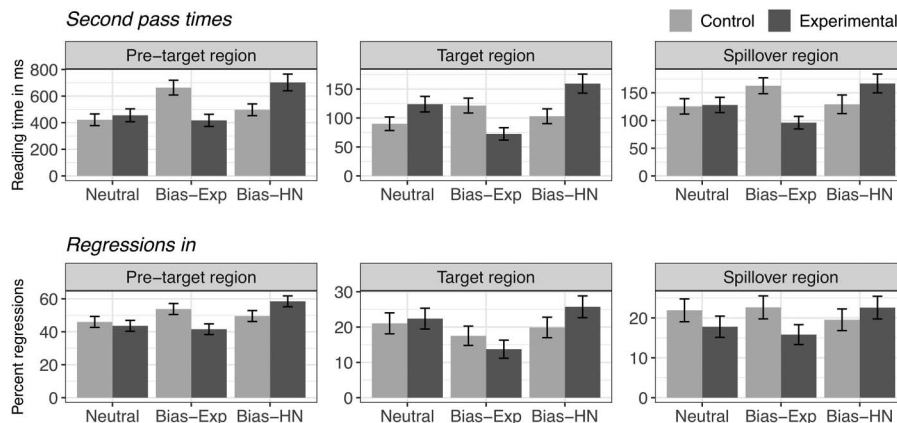 Second pass times
Control Experimental
Pre−target region Target region Spillover region
Reading time in ms
800
600
400
200
0
150
100
50
0
150
100
50
0
Neutral Bias−Exp Bias−HN Neutral Bias−Exp Bias−HN Neutral Bias−Exp Bias−HN
Regressions in
Pre−target region Target region Spillover region
Percent regressions
60
40
20
0
30
20
10
0
20
10
0
Neutral Bias−Exp Bias−HN Neutral Bias−Exp Bias−HN Neutral Bias−Exp Bias−HN